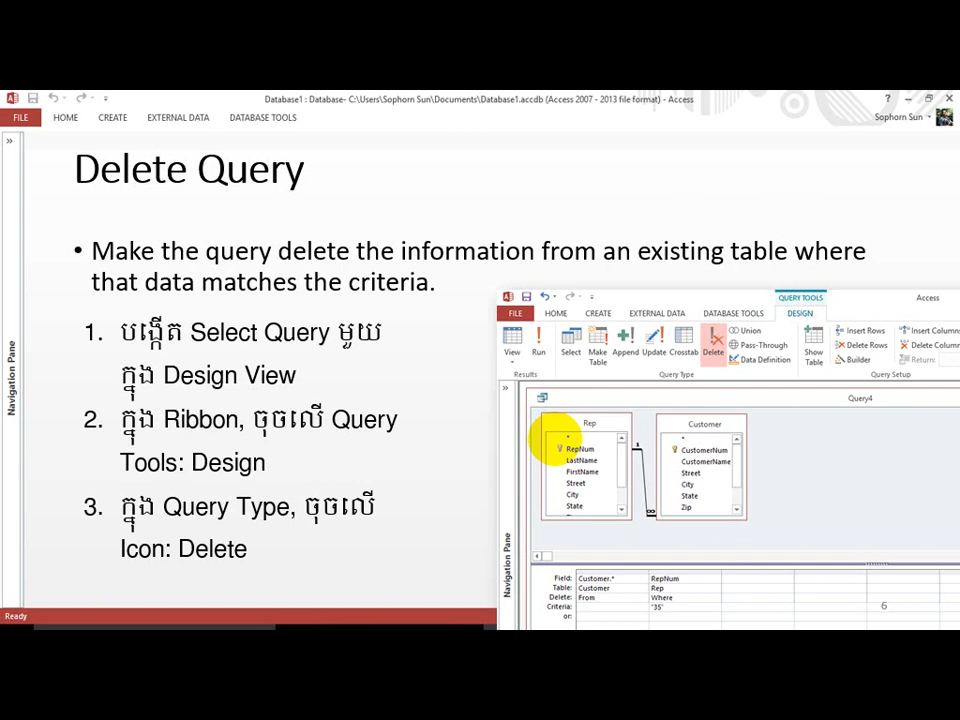 Database1 : Database- C:\Users\Sophorn Sun\Documents\Database1.accdb (Access 2007 - 2013 file format) - Access
FILE HOME CREATE EXTERNAL DATA DATABASE TOOLS
Sophorn Sun
Delete Query
• Make the query delete the information from an existing table where
that data matches the criteria.
1. បង្កើត Select Query មួយ
ក្នុង Design View
2. ក្នុង Ribbon, ចុចលើ Query
Tools: Design
3. ក្នុង Query Type, ចុចលើ
Icon: Delete
Navigation Pane
Ready
QUERY TOOLS
Access
FILE HOME CREATE EXTERNAL DATA DATABASE TOOLS DESIGN
View Run Select Make Table Append Update Crosstab Delete
Union
Pass-Through
Data Definition
Show Table
Insert Rows
Delete Rows
Builder
Insert Column
Delete Colum
Return:
Results Query Type Query Setup
Query4
Rep
*
RepNum
LastName
FirstName
Street
City
State
Customer
*
CustomerNum
CustomerName
Street
City
State
Zip
Navigation Pane
Field: Customer.* RepNum
Table: Customer Rep
Delete: From Where
Criteria: "35"
or:
6